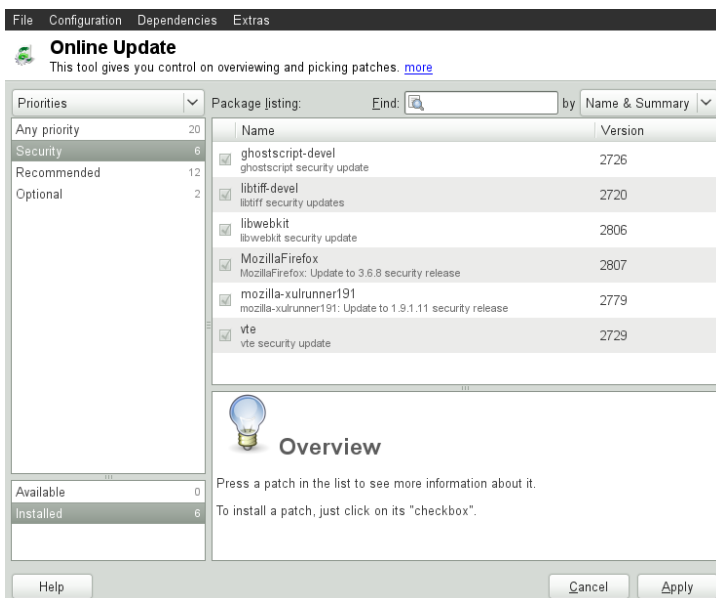 File Configuration Dependencies Extras
Online Update
This tool gives you control on overviewing and picking patches. more
Priorities
Package listing: Find: by Name & Summary
Any priority 20
Security 6
Recommended 12
Optional 2
Name Version
ghostscript-devel 2726
ghostscript security update
libtiff-devel 2720
libtiff security updates
libwebkit 2806
libwebkit security update
MozillaFirefox 2807
MozillaFirefox: Update to 3.6.8 security release
mozilla-xulrunner191 2779
mozilla-xulrunner191: Update to 1.9.1.11 security release
vte 2729
vte security update
Overview
Press a patch in the list to see more information about it.
To install a patch, just click on its "checkbox".
Available 0
Installed 6
Help Cancel Apply